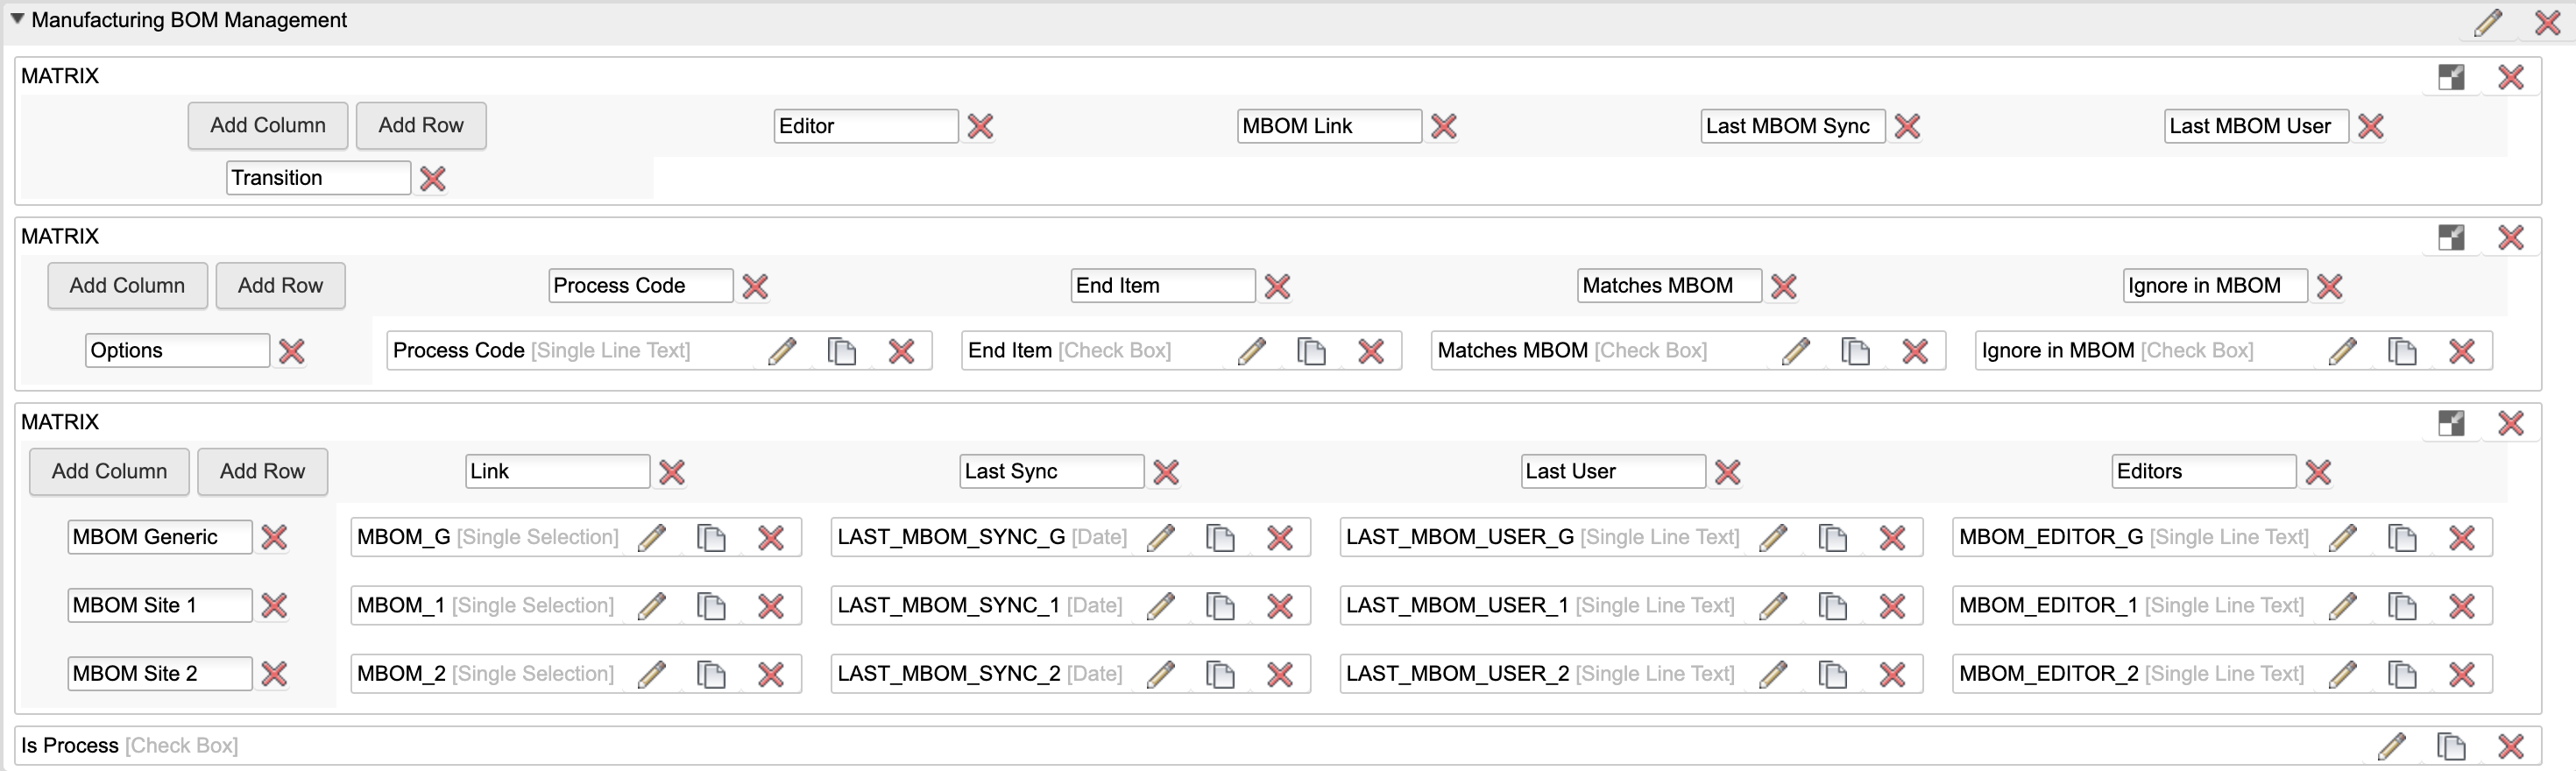 Manufacturing BOM Management
MATRIX
Add Column Add Row Editor MBOM Link Last MBOM Sync Last MBOM User
Transition
MATRIX
Add Column Add Row Process Code End Item Matches MBOM Ignore in MBOM
Options Process Code [Single Line Text] End Item [Check Box] Matches MBOM [Check Box] Ignore in MBOM [Check Box]
MATRIX
Add Column Add Row Link Last Sync Last User Editors
MBOM Generic MBOM_G [Single Selection] LAST_MBOM_SYNC_G [Date] LAST_MBOM_USER_G [Single Line Text] MBOM_EDITOR_G [Single Line Text]
MBOM Site 1 MBOM_1 [Single Selection] LAST_MBOM_SYNC_1 [Date] LAST_MBOM_USER_1 [Single Line Text] MBOM_EDITOR_1 [Single Line Text]
MBOM Site 2 MBOM_2 [Single Selection] LAST_MBOM_SYNC_2 [Date] LAST_MBOM_USER_2 [Single Line Text] MBOM_EDITOR_2 [Single Line Text]
Is Process [Check Box]